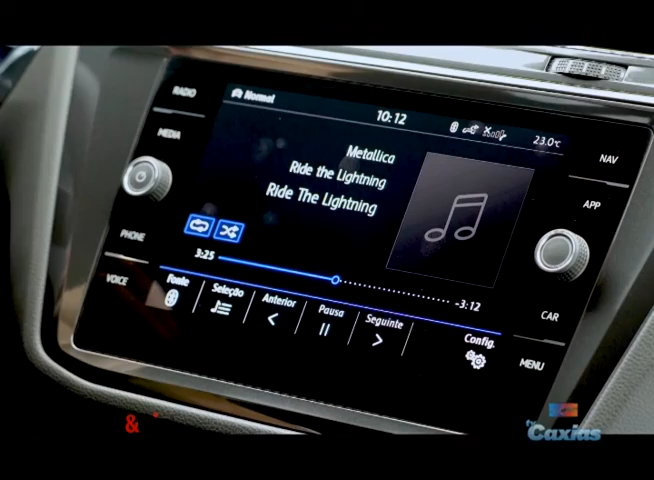 RADIO
MEDIA
PHONE
VOICE
Normal
10:12
23.0°C
Metallica
Ride the Lightning
Ride The Lightning
3:25
-3:12
Fonte
Seleção
Anterior
Pausa
Seguinte
Config.
NAV
APP
CAR
MENU
&
tv Caxias